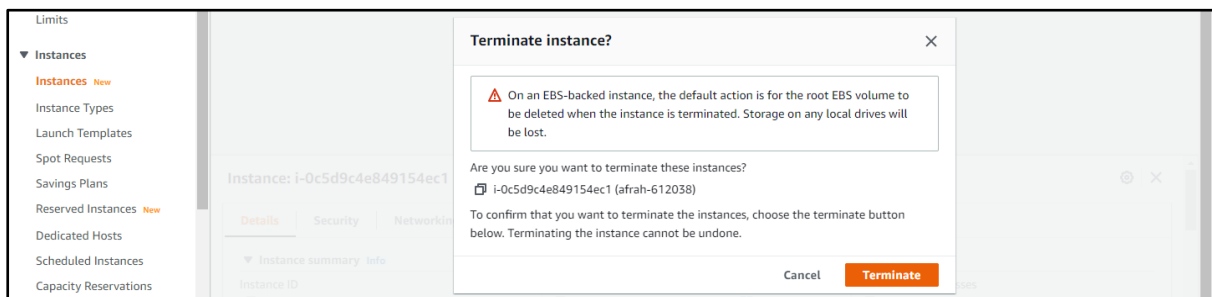 Limits
Instances
Instances New
Instance Types
Launch Templates
Spot Requests
Savings Plans
Reserved Instances New
Dedicated Hosts
Scheduled Instances
Capacity Reservations
Terminate instance?
On an EBS-backed instance, the default action is for the root EBS volume to
be deleted when the instance is terminated. Storage on any local drives will
be lost.
Are you sure you want to terminate these instances?
i-0c5d9c4e849154ec1 (afrah-612038)
To confirm that you want to terminate the instances, choose the terminate button
below. Terminating the instance cannot be undone.
Cancel Terminate
Instance: i-0c5d9c4e849154ec1
Details Security Networkin
Instance summary Info
Instance ID